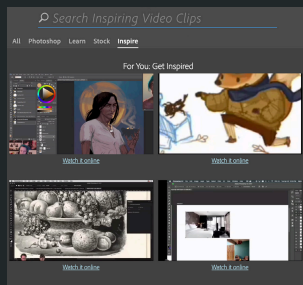 Search Inspiring Video Clips
All Photoshop Learn Stock Inspire
For You: Get Inspired
Watch it online Watch it online
Watch it online Watch it online